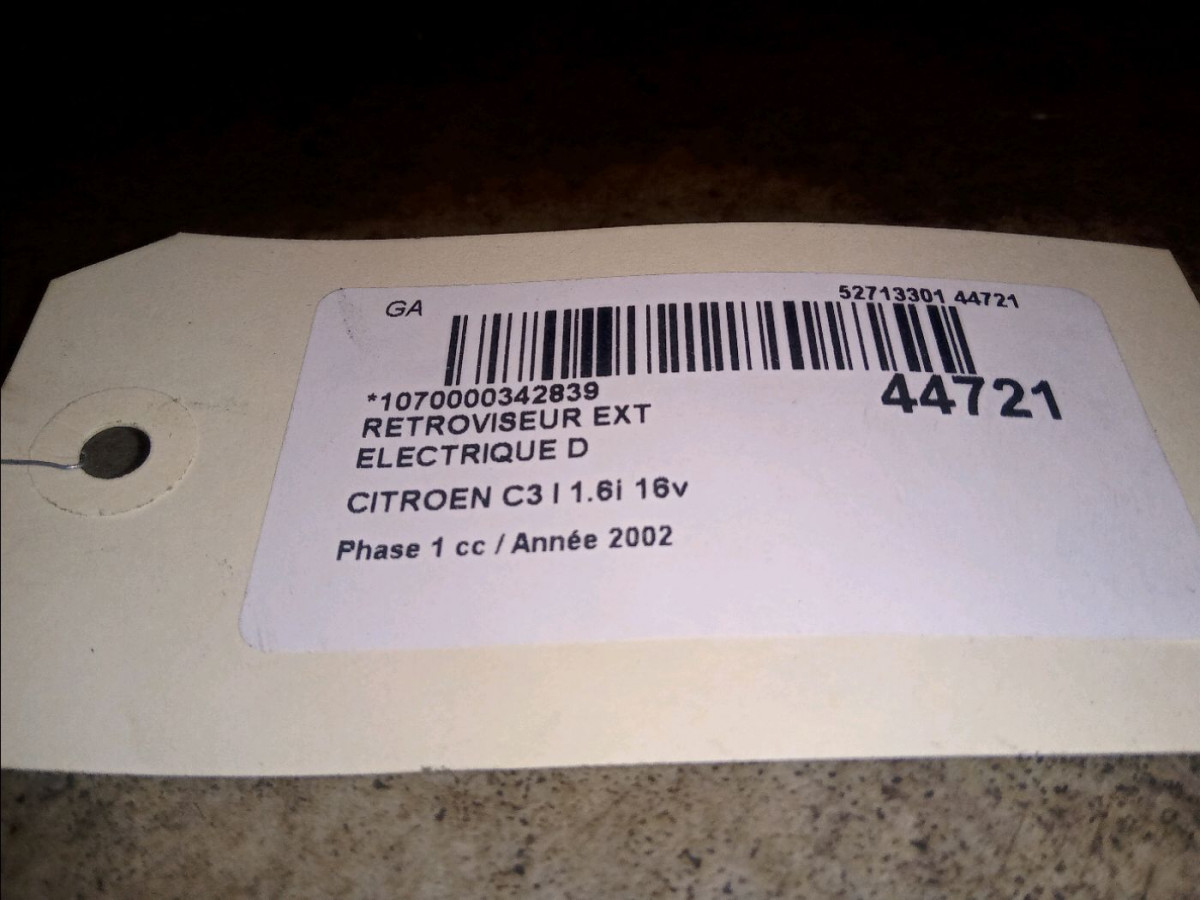 GA
52713301 44721
*1070000342839
44721
RETROVISEUR EXT
ELECTRIQUE D
CITROEN C3 I 1.6i 16v
Phase 1 cc / Année 2002